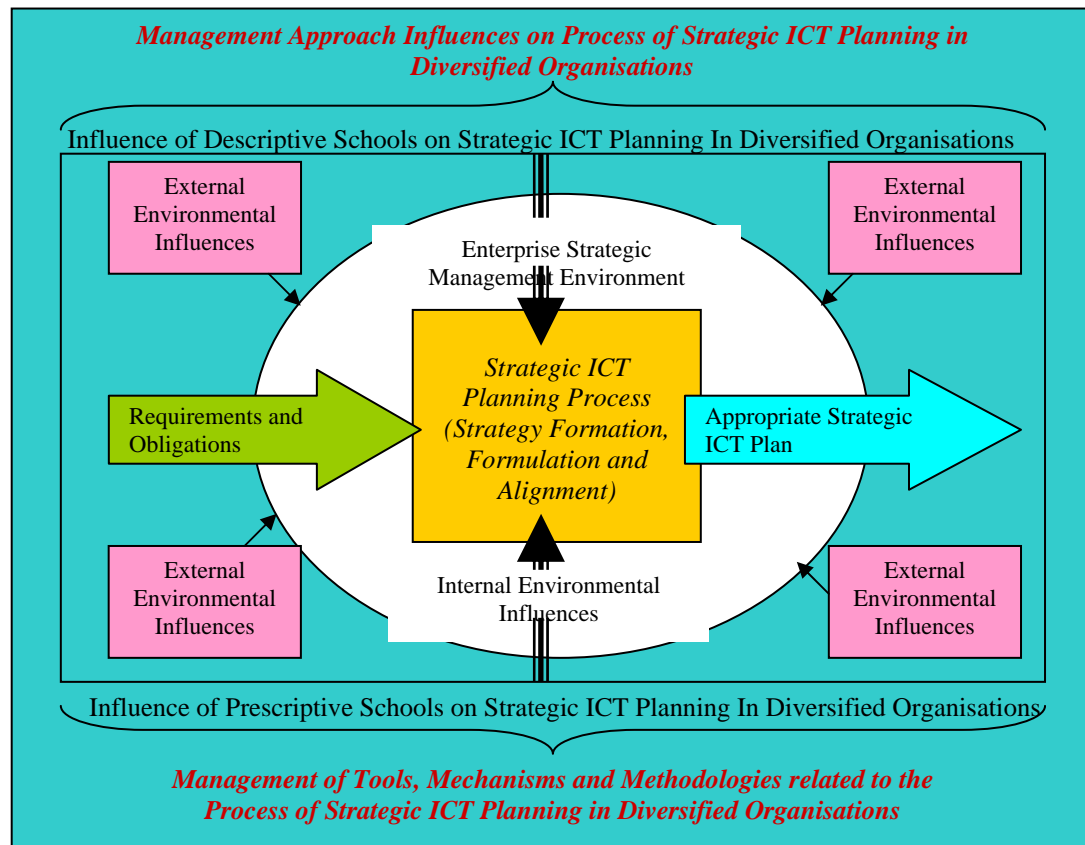 Management Approach Influences on Process of Strategic ICT Planning in
Diversified Organisations
Influence of Descriptive Schools on Strategic ICT Planning In Diversified Organisations
External
Environmental
Influences
External
Environmental
Influences
Enterprise Strategic
Management Environment
Requirements and
Obligations
Strategic ICT
Planning Process
(Strategy Formation,
Formulation and
Alignment)
Appropriate Strategic
ICT Plan
External
Environmental
Influences
Internal Environmental
Influences
External
Environmental
Influences
Influence of Prescriptive Schools on Strategic ICT Planning In Diversified Organisations
Management of Tools, Mechanisms and Methodologies related to the
Process of Strategic ICT Planning in Diversified Organisations